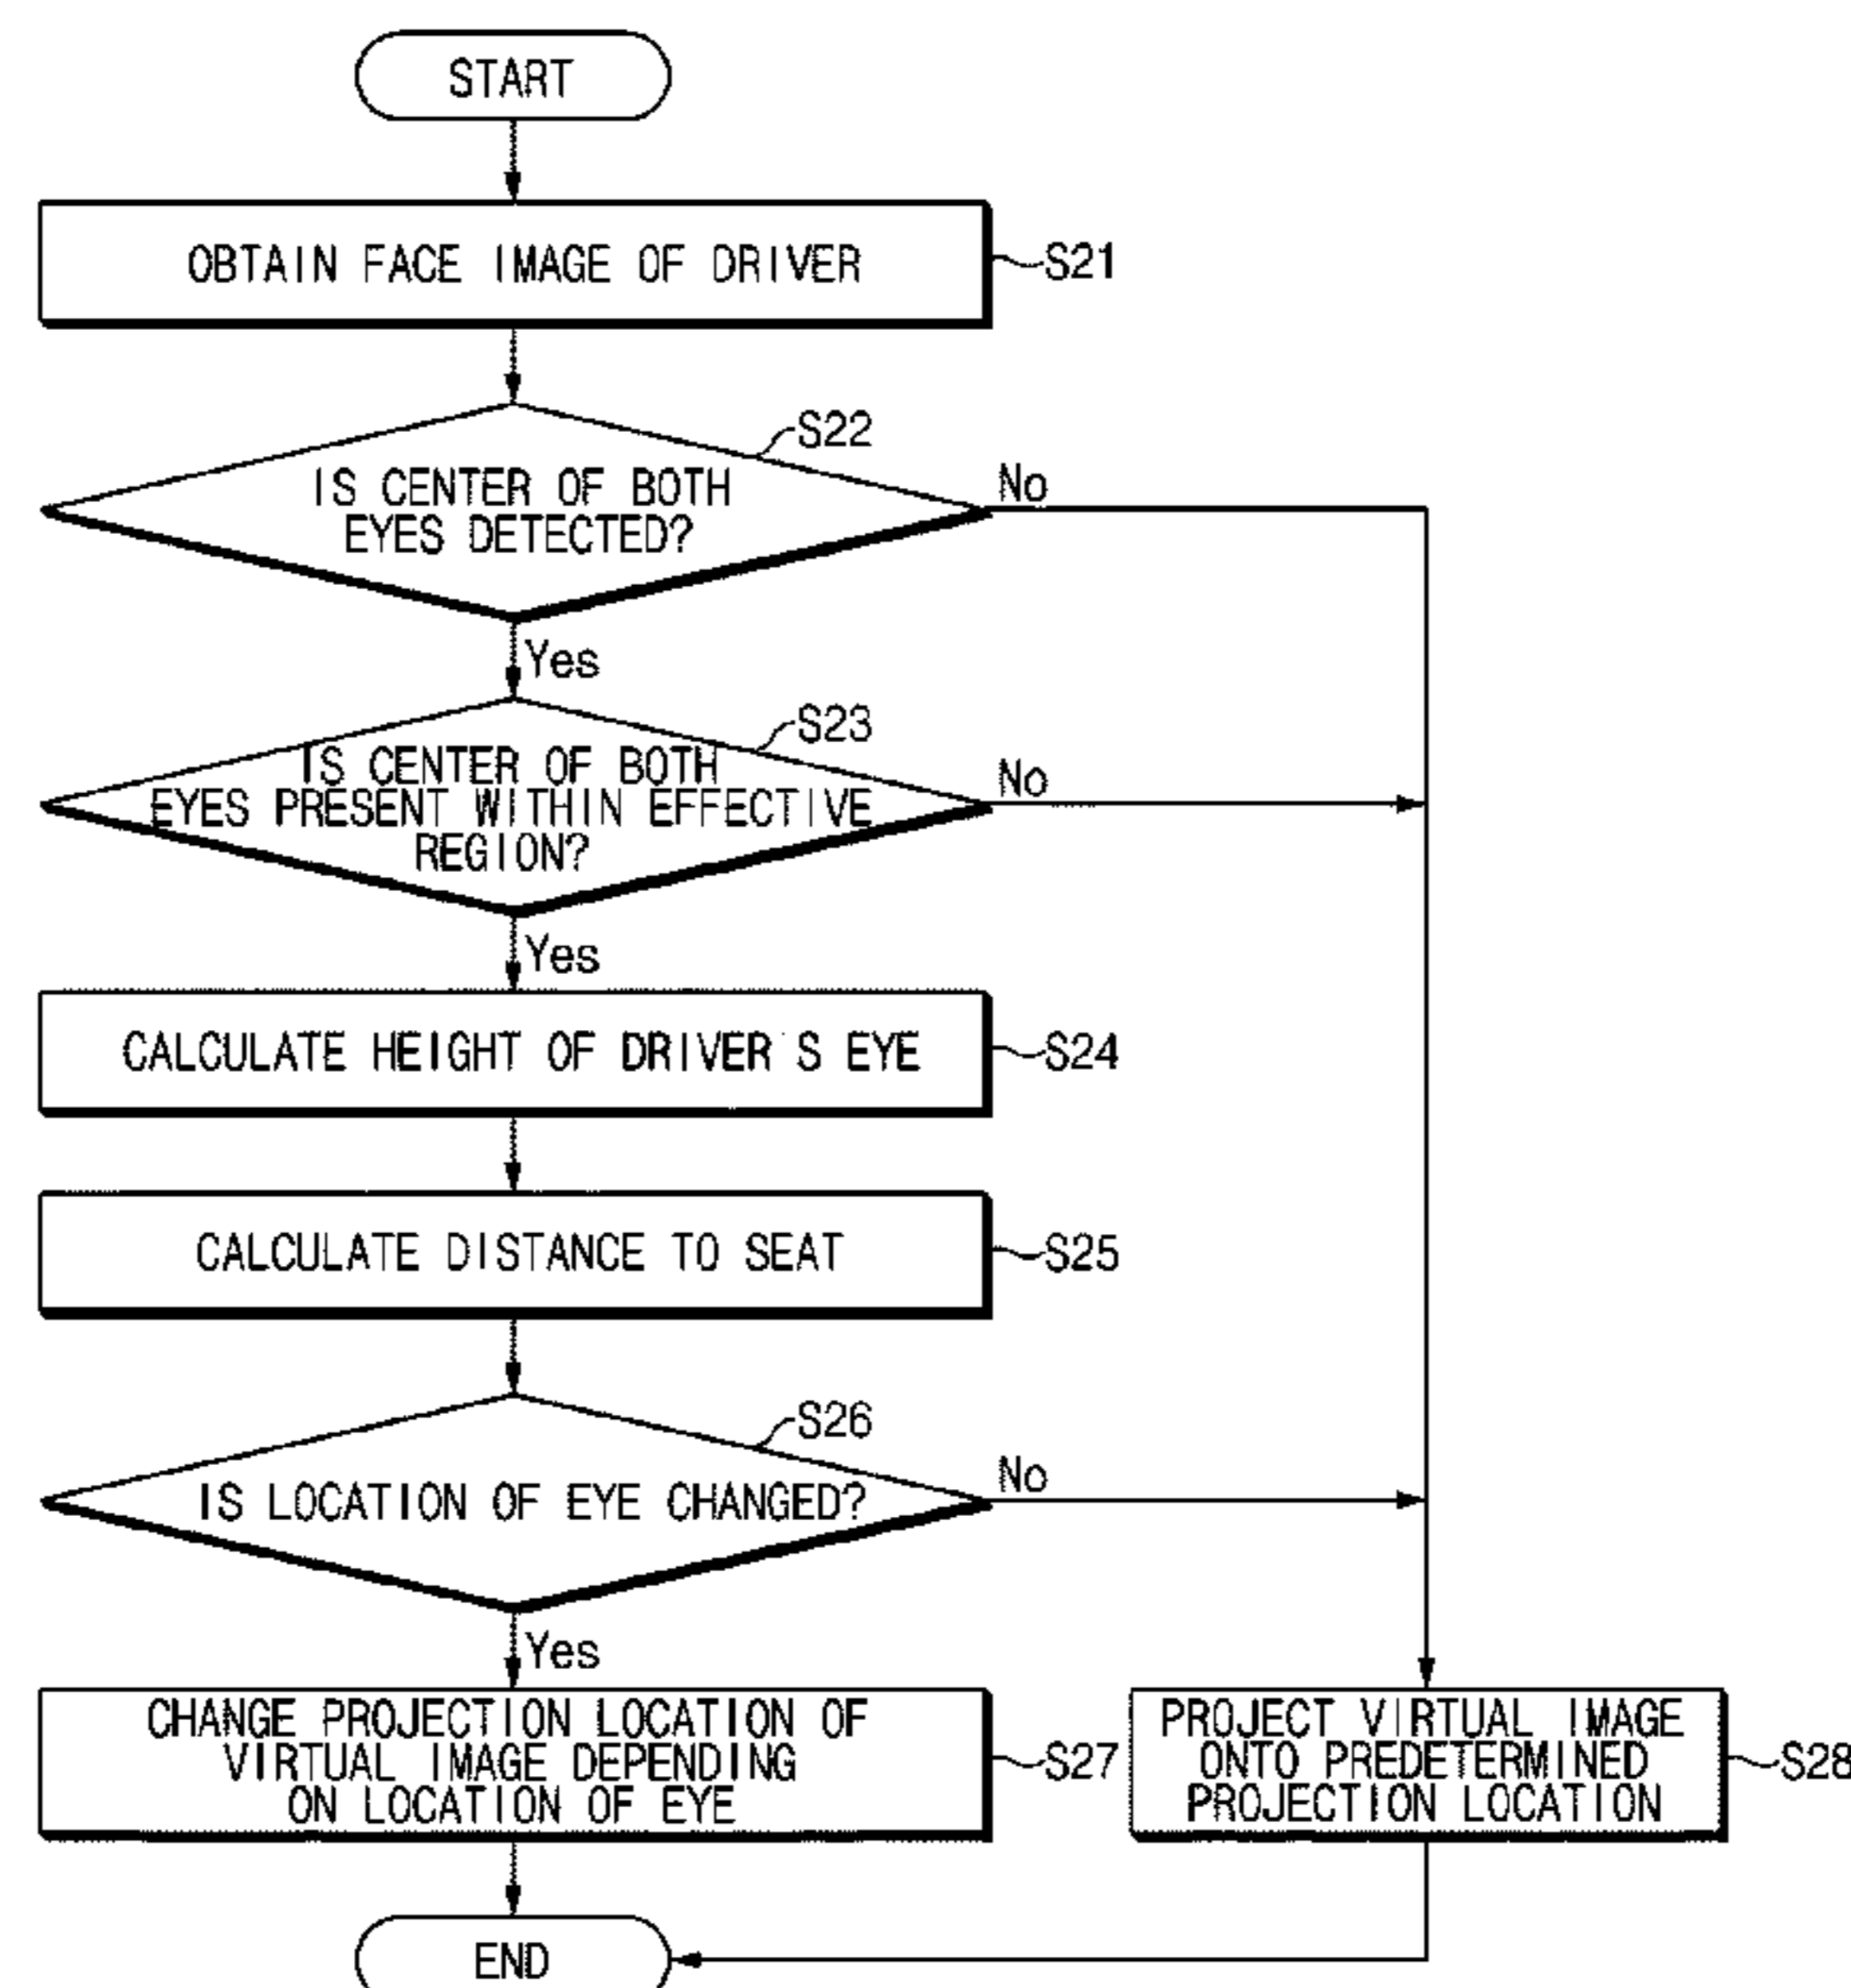 START
OBTAIN FACE IMAGE OF DRIVER
S21
S22
IS CENTER OF BOTH
EYES DETECTED?
No
Yes
S23
IS CENTER OF BOTH
EYES PRESENT WITHIN EFFECTIVE
REGION?
No
Yes
CALCULATE HEIGHT OF DRIVER'S EYE
S24
CALCULATE DISTANCE TO SEAT
S25
S26
IS LOCATION OF EYE CHANGED?
No
Yes
CHANGE PROJECTION LOCATION OF
VIRTUAL IMAGE DEPENDING
ON LOCATION OF EYE
S27
PROJECT VIRTUAL IMAGE
ONTO PREDETERMINED
PROJECTION LOCATION
S28
END